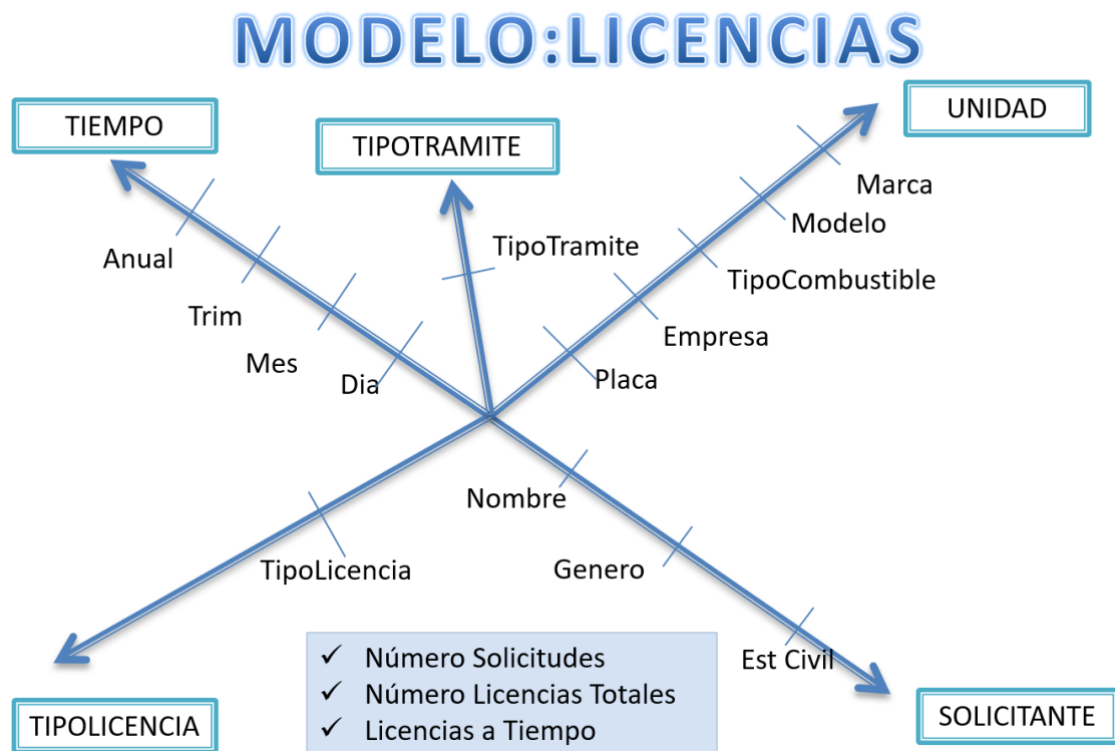 MODELO:LICENCIAS
TIEMPO
TIPOTRAMITE
UNIDAD
Marca
Modelo
TipoCombustible
Empresa
Placa
TipoTramite
Anual
Trim
Mes
Dia
Nombre
Genero
Est Civil
TipoLicencia
✓ Número Solicitudes
✓ Número Licencias Totales
✓ Licencias a Tiempo
TIPOLICENCIA
SOLICITANTE